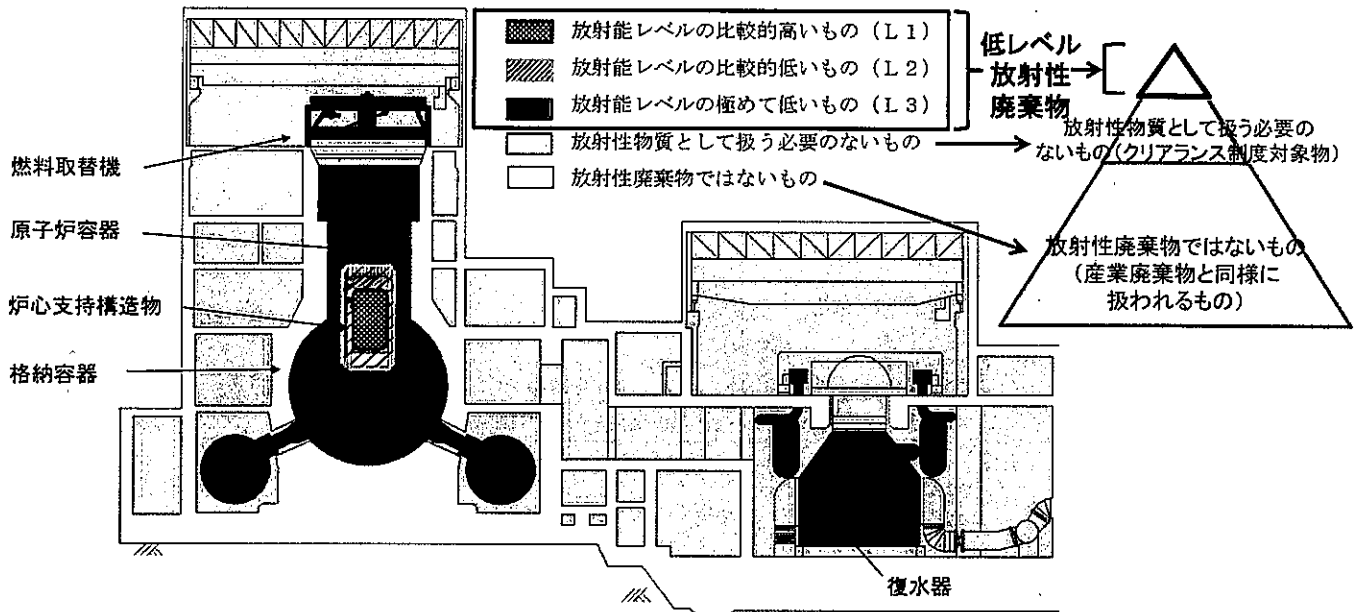 放射能レベルの比較的高いもの（L1）
放射能レベルの比較的低いもの（L2）
放射能レベルの極めて低いもの（L3）
放射性物質として扱う必要のないもの
放射性廃棄物ではないもの
低レベル
放射性
廃棄物
放射性物質として扱う必要の
ないもの（クリアランス制度対象物）
放射性廃棄物ではないもの
（産業廃棄物と同様に
扱われるもの）
燃料取替機
原子炉容器
炉心支持構造物
格納容器
復水器